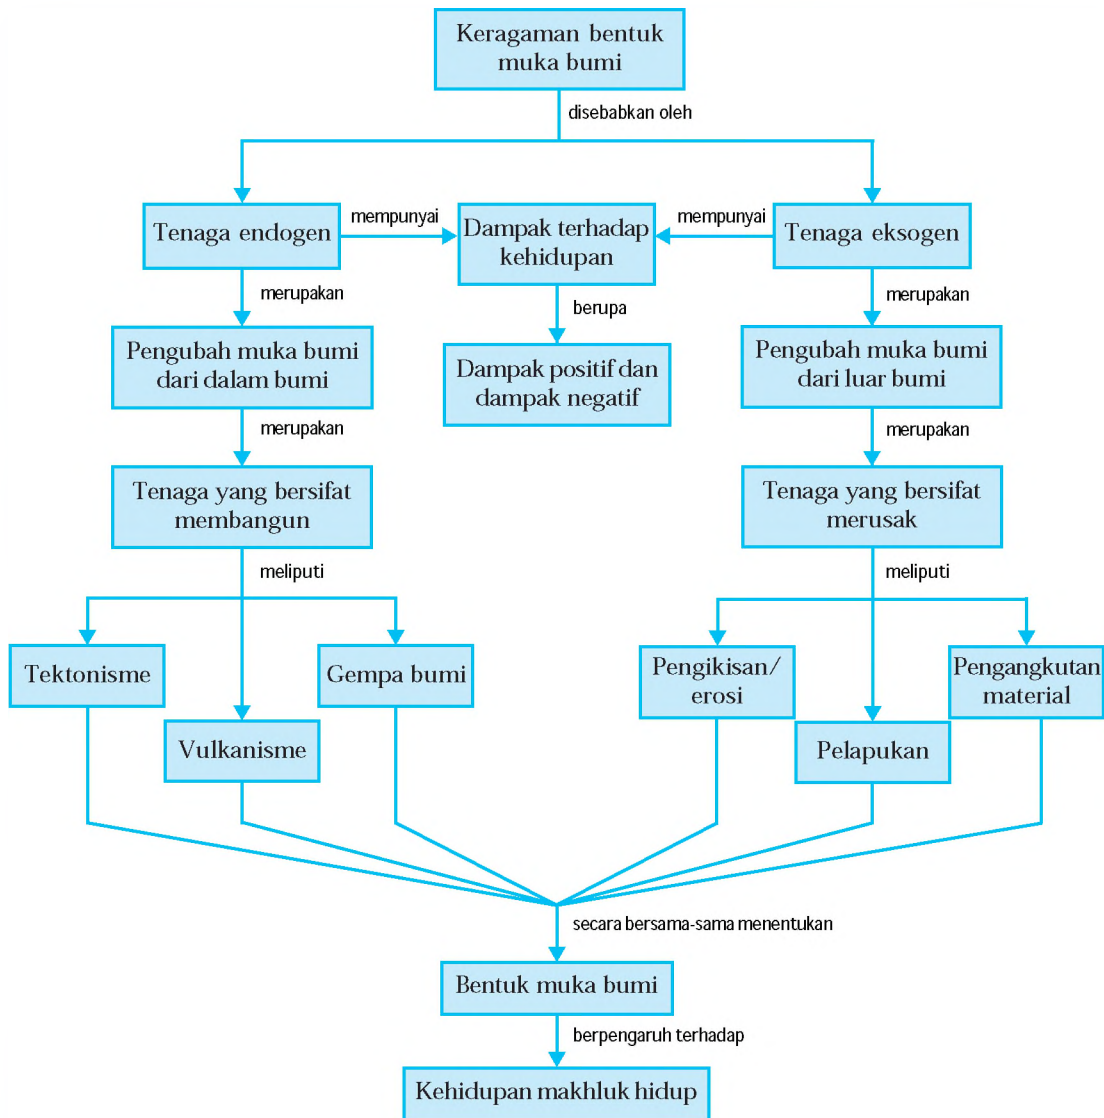 Keragaman bentuk
muka bumi
disebabkan oleh
Tenaga endogen
mempunyai
Dampak terhadap
kehidupan
mempunyai
Tenaga eksogen
merupakan
berupa
merupakan
Pengubah muka bumi
dari dalam bumi
Dampak positif dan
dampak negatif
Pengubah muka bumi
dari luar bumi
merupakan
merupakan
Tenaga yang bersifat
membangun
Tenaga yang bersifat
merusak
meliputi
meliputi
Tektonisme
Vulkanisme
Gempa bumi
Pengikisan/
erosi
Pelapukan
Pengangkutan
material
secara bersama-sama menentukan
Bentuk muka bumi
berpengaruh terhadap
Kehidupan makhluk hidup